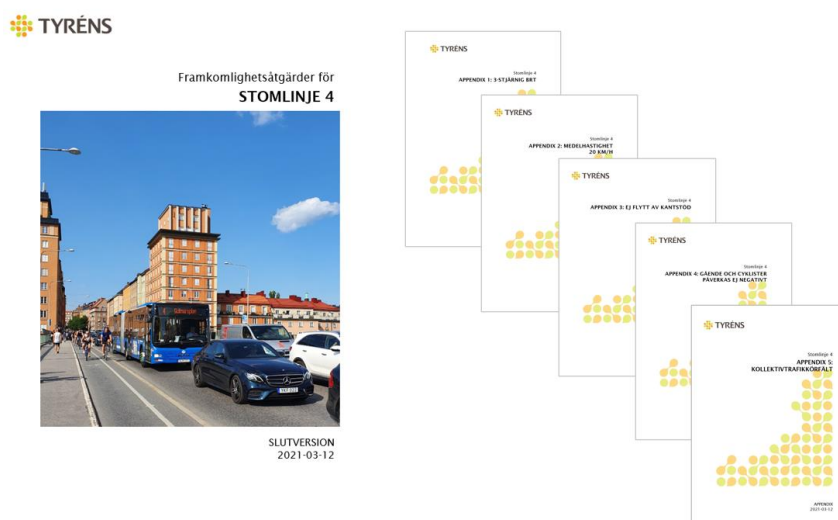 TYRÉNS
Framkomlighetsåtgärder för
STOMLINJE 4
SLUTVERSION
2021-03-12
TYRÉNS
Stomlinje 4
APPENDIX 1: 3-STJÄRNIG BRT
TYRÉNS
Stomlinje 4
APPENDIX 2: MEDELHASTIGHET
20 KM/H
TYRÉNS
Stomlinje 4
APPENDIX 3: EJ FLYTT AV KANTSTÖD
TYRÉNS
Stomlinje 4
APPENDIX 4: GÅENDE OCH CYKLISTER
PÅVERKAS EJ NEGATIVT
TYRÉNS
Stomlinje 4
APPENDIX 5:
KOLLEKTIVTRAFIKKÖRFÄLT
APPENDIX
2021-03-12